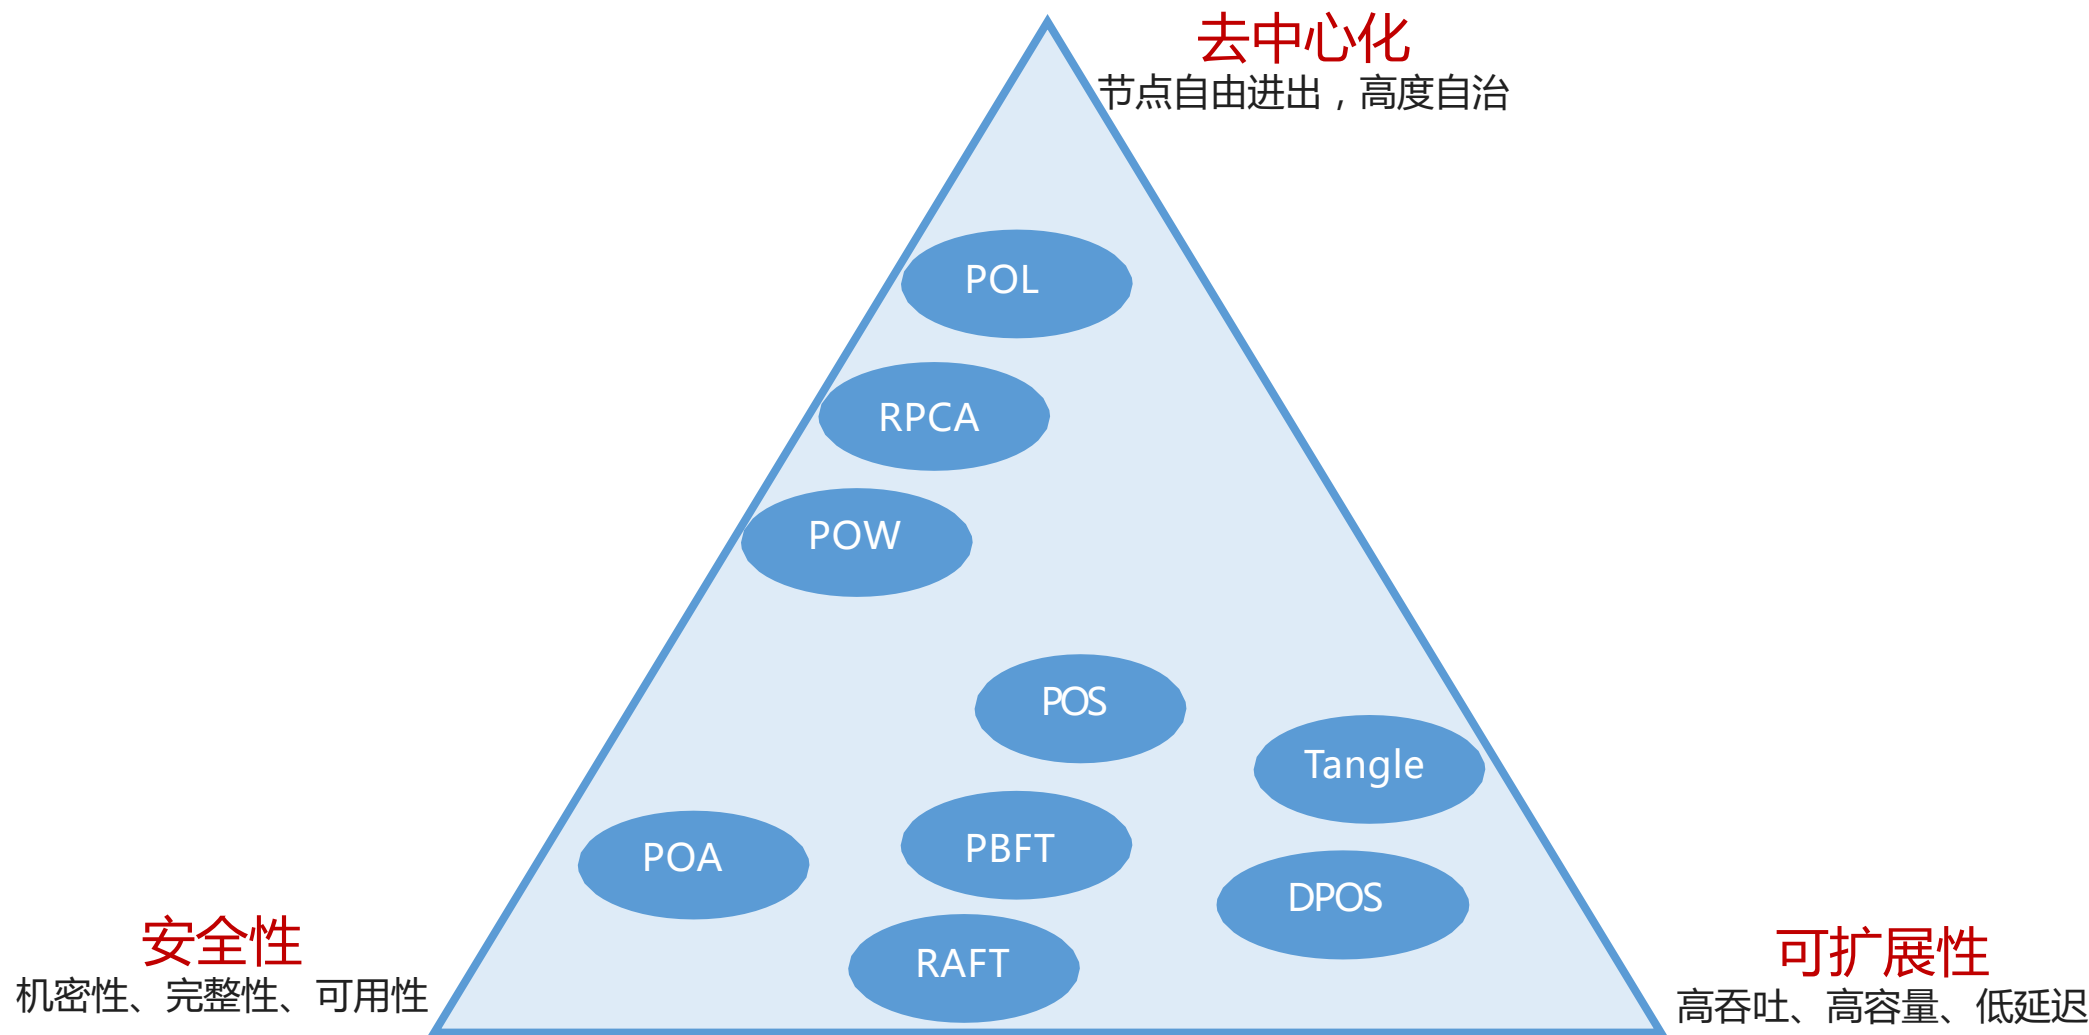 去中心化
节点自由进出，高度自治
POL
RPCA
POW
POS
Tangle
PBFT
POA
DPOS
RAFT
安全性
机密性、完整性、可用性
可扩展性
高吞吐、高容量、低延迟